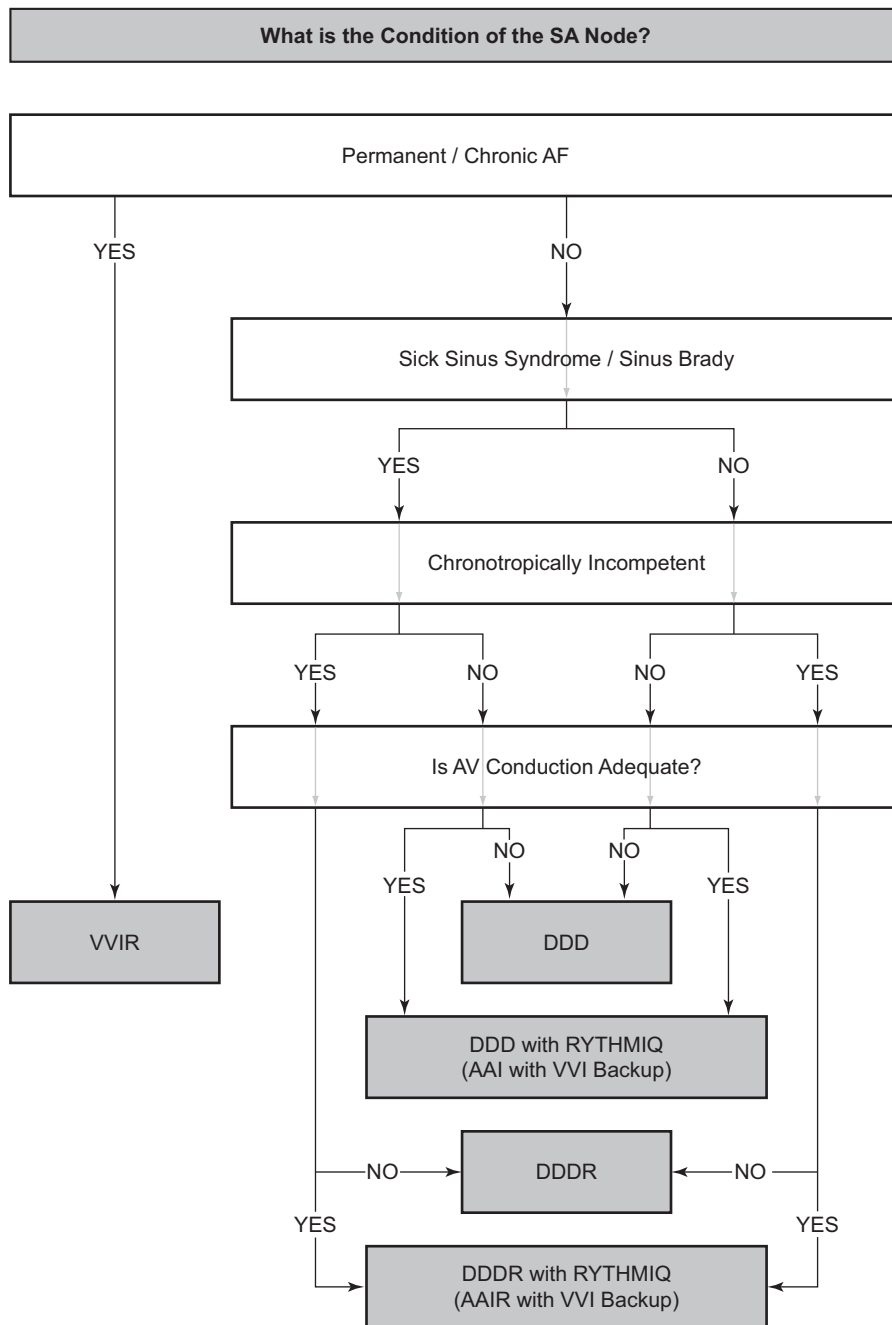 What is the Condition of the SA Node?
Permanent / Chronic AF
YES
NO
Sick Sinus Syndrome / Sinus Brady
YES
NO
Chronotropically Incompetent
YES
NO
NO
YES
Is AV Conduction Adequate?
NO
NO
YES
YES
VVIR
DDD
DDD with RYTHMIQ
(AAI with VVI Backup)
NO
DDDR
NO
YES
YES
DDDR with RYTHMIQ
(AAIR with VVI Backup)